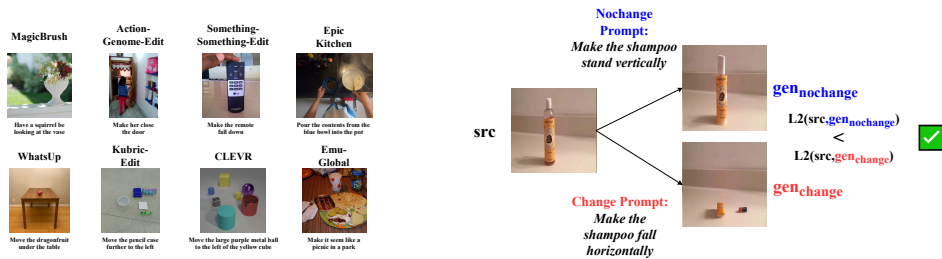 MagicBrush
Action-
Genome-Edit
Something-
Something-Edit
Epic
Kitchen
Have a squirrel be
looking at the vase
Make her close
the door
Make the remote
fall down
Pour the contents from the
blue bowl into the pot
WhatsUp
Kubric-
Edit
CLEVR
Emu-
Global
Move the dragonfruit
under the table
Move the pencil case
further to the left
Move the large purple metal ball
to the left of the yellow cube
Make it seem like a
picnic in a park
Nochange
Prompt:
Make the shampoo
stand vertically
src
gennochange
L2(src,gennochange)
<
L2(src,genchange)
genchange
Change Prompt:
Make the
shampoo fall
horizontally